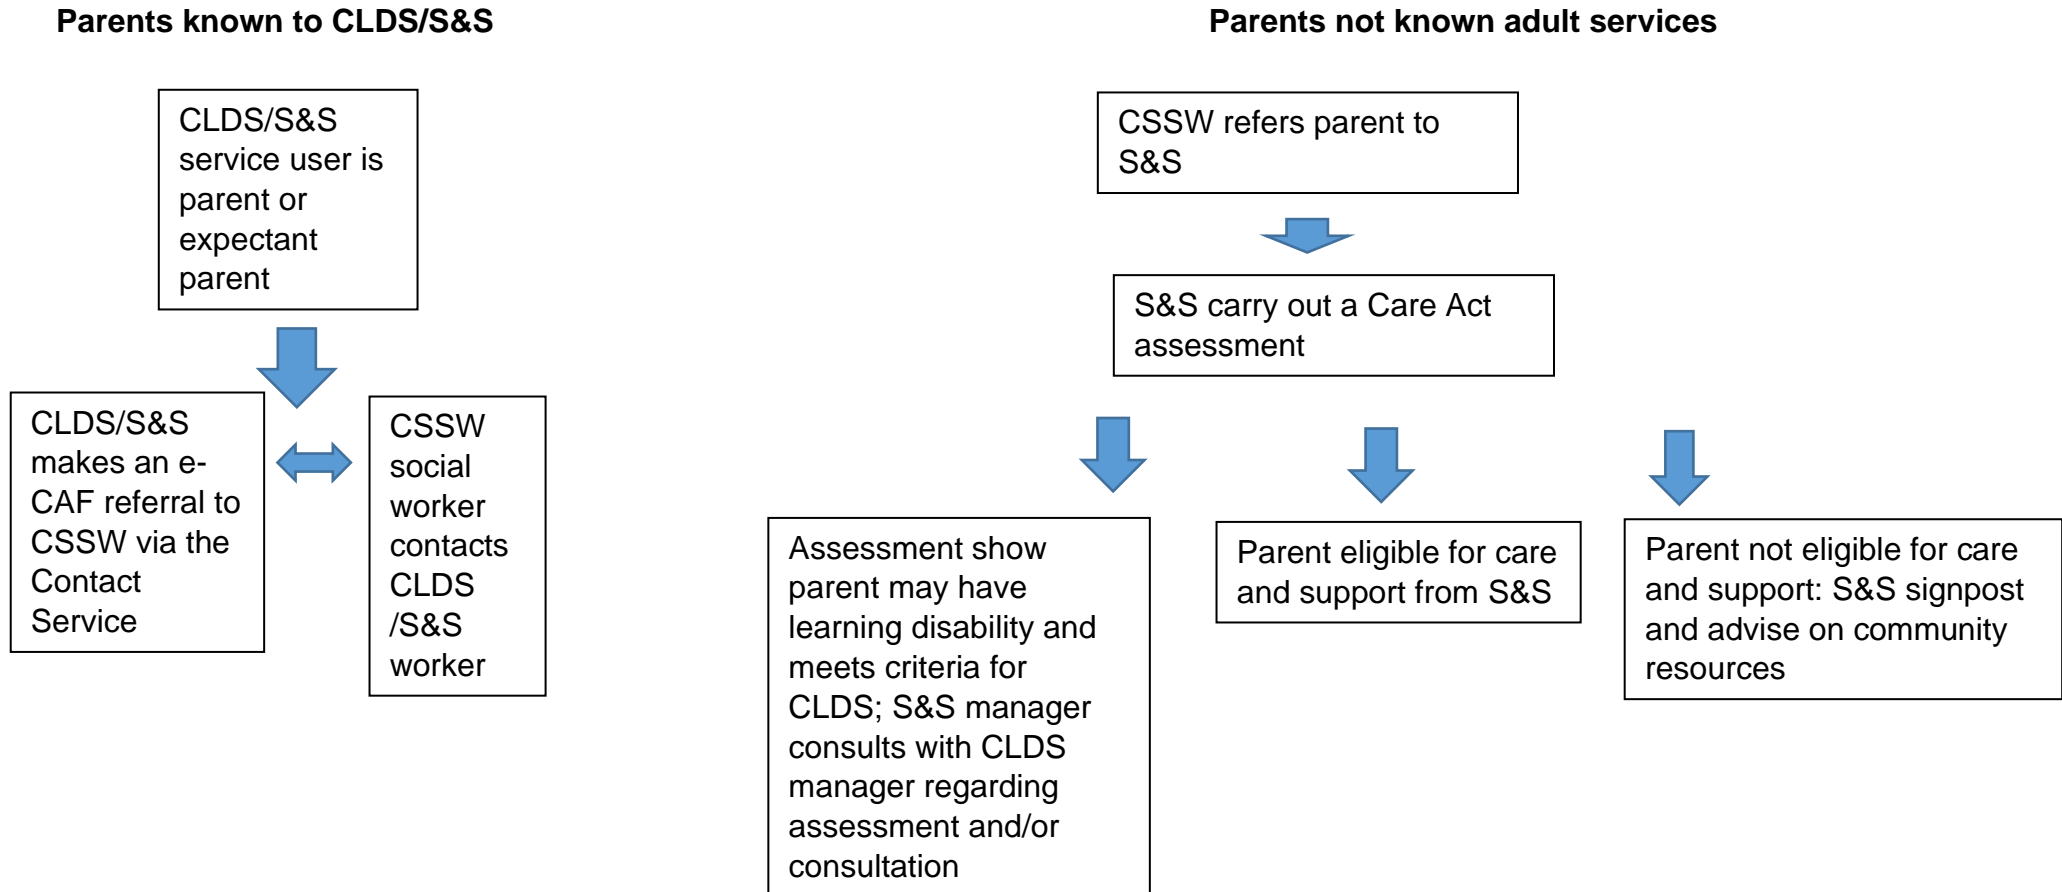 Parents known to CLDS/S&S
Parents not known adult services
CLDS/S&S
service user is
parent or
expectant
parent
CLDS/S&S
makes an e-
CAF referral to
CSSW via the
Contact
Service
CSSW
social
worker
contacts
CLDS
/S&S
worker
CSSW refers parent to
S&S
S&S carry out a Care Act
assessment
Assessment show
parent may have
learning disability and
meets criteria for
CLDS; S&S manager
consults with CLDS
manager regarding
assessment and/or
consultation
Parent eligible for care
and support from S&S
Parent not eligible for care
and support: S&S signpost
and advise on community
resources